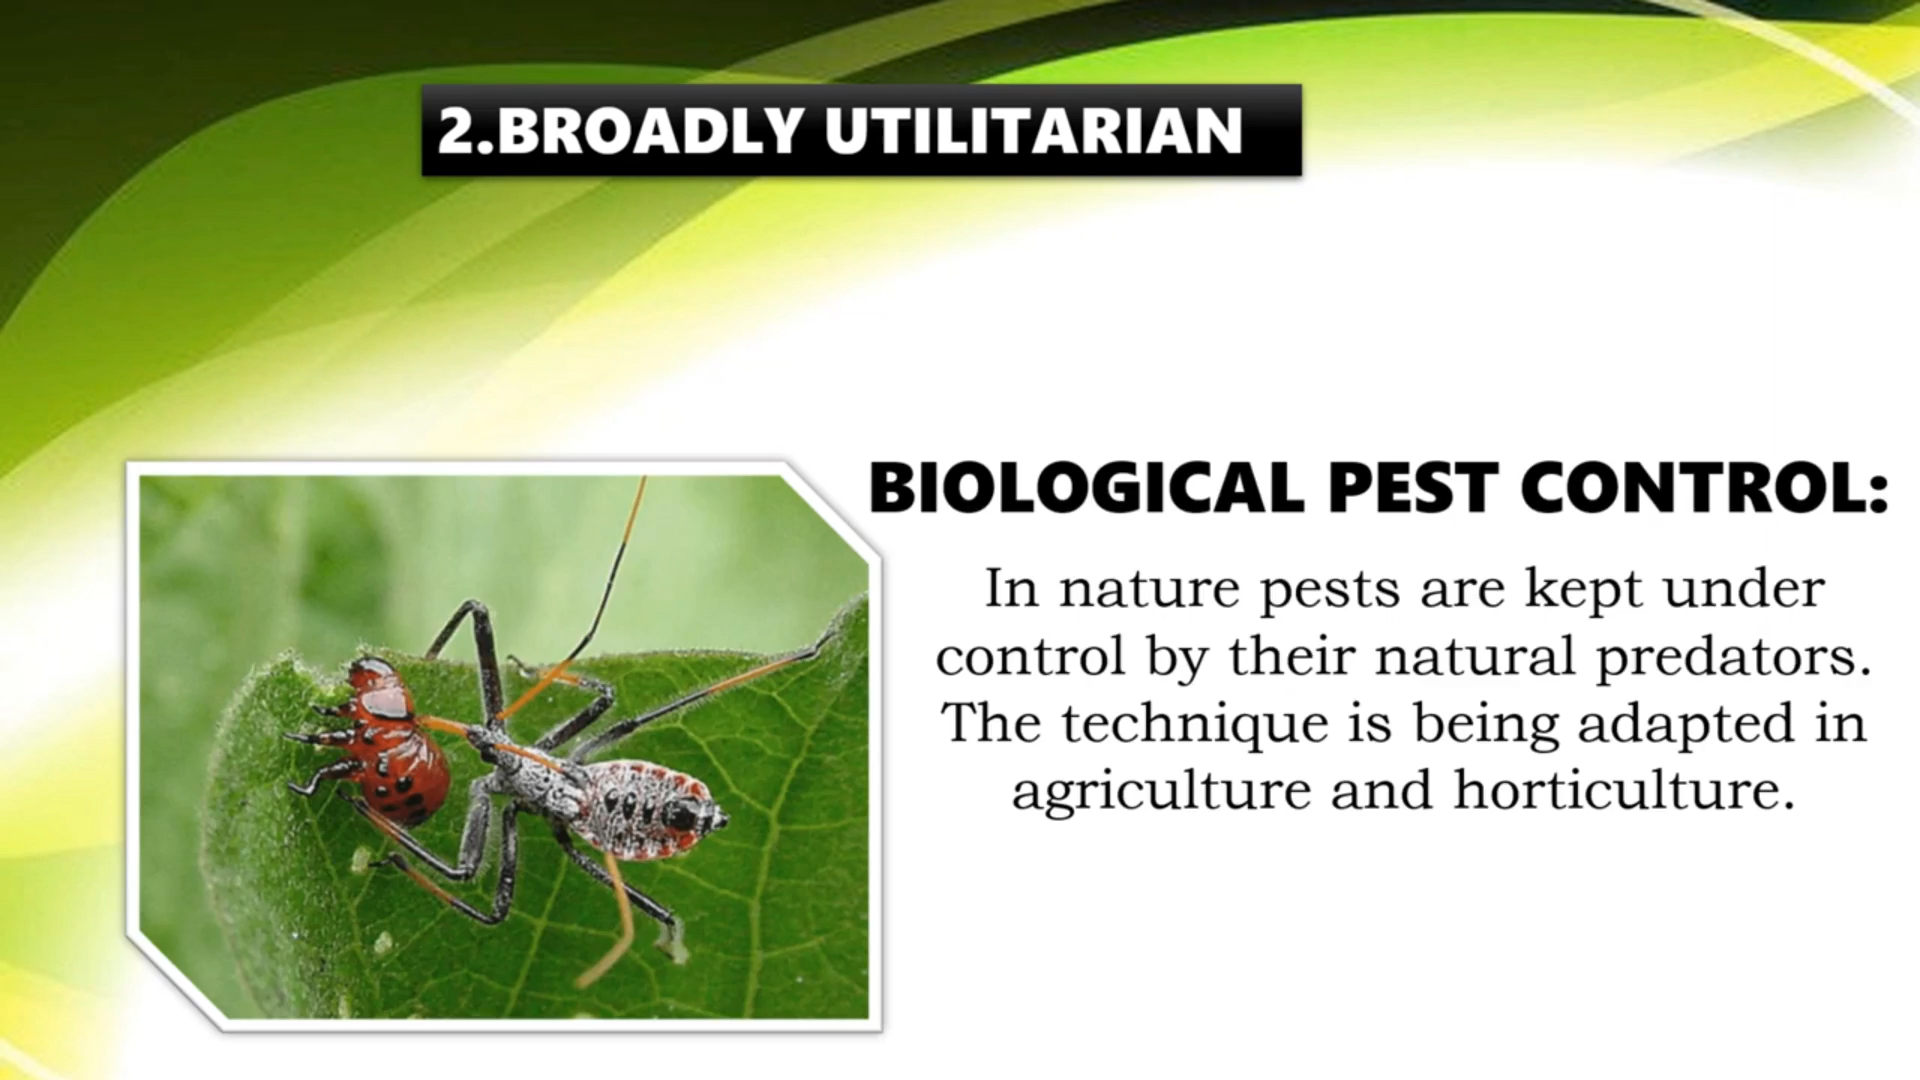 2.BROADLY UTILITARIAN
BIOLOGICAL PEST CONTROL:
In nature pests are kept under
control by their natural predators.
The technique is being adapted in
agriculture and horticulture.